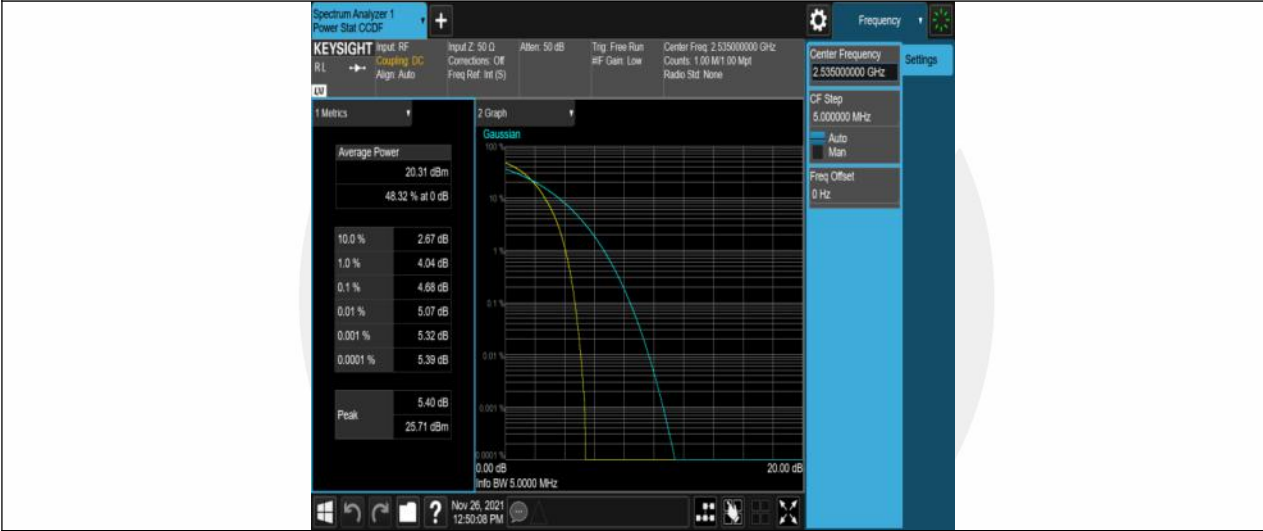 Spectrum Analyzer 1
Power Stat CCDF
+
Frequency
KEYSIGHT
R L
LV
Input: RF
Coupling: DC
Align: Auto
Input Z: 50 Ω
Corrections: Off
Freq Ref: Int (S)
Atten: 50 dB
Trig: Free Run
#IF Gain: Low
Center Freq: 2.535000000 GHz
Counts: 1.00 M/1.00 Mpt
Radio Std: None
Center Frequency
2.535000000 GHz
Settings
CF Step
5.000000 MHz
Auto
Man
Freq Offset
0 Hz
1 Metrics
Average Power
20.31 dBm
48.32 % at 0 dB
10.0 % 2.67 dB
1.0 % 4.04 dB
0.1 % 4.68 dB
0.01 % 5.07 dB
0.001 % 5.32 dB
0.0001 % 5.39 dB
Peak
5.40 dB
25.71 dBm
2 Graph
Gaussian
100 %
10 %
1 %
0.1 %
0.01 %
0.001 %
0.0001 %
0.00 dB 20.00 dB
Info BW 5.0000 MHz
?
Nov 26, 2021
12:50:08 PM